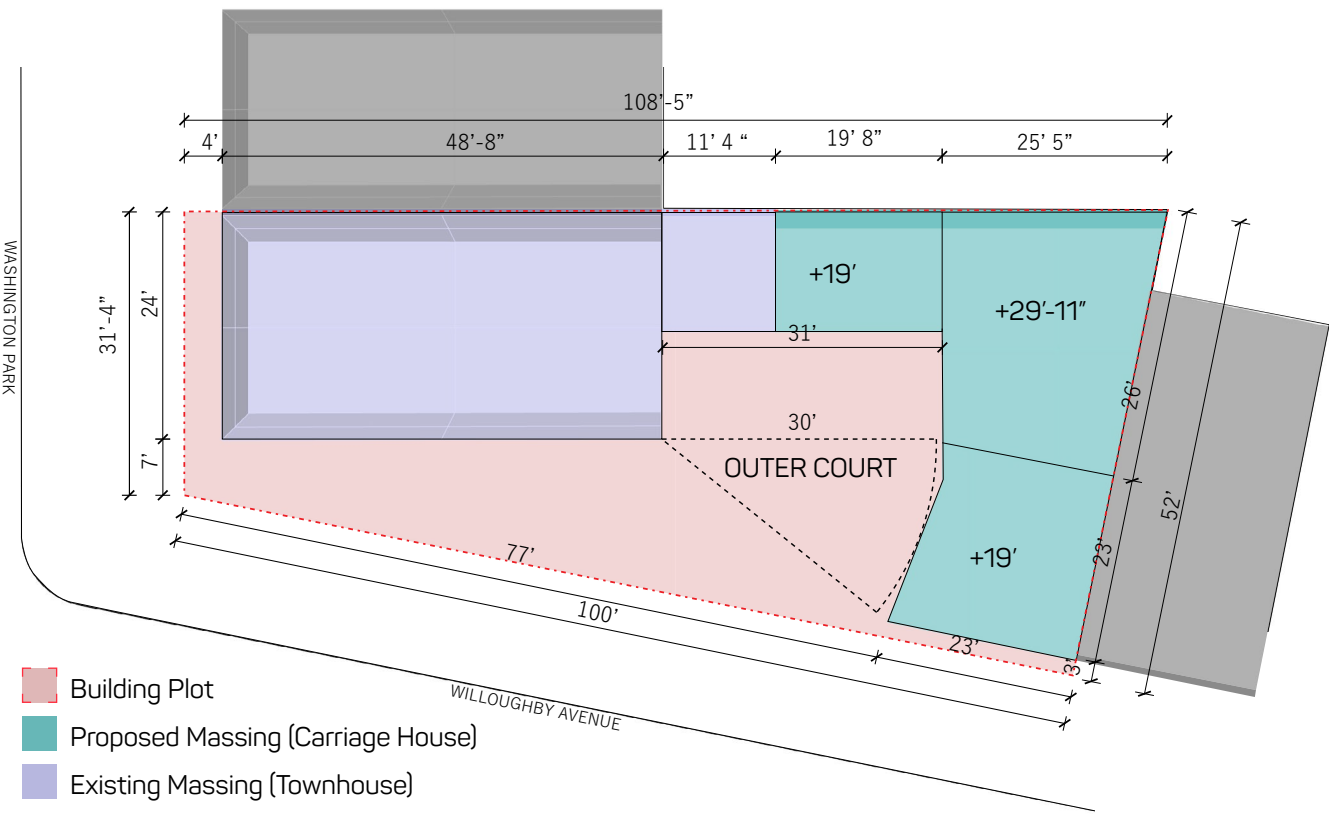 108’-5”
4’
48’-8”
11’ 4 “
19’ 8”
25’ 5”
WASHINGTON PARK
31’-4”
24’
7’
+19’
+29’-11”
31’
30’
OUTER COURT
26’
52’
+19’
23’
77’
100’
23’
3’
WILLOUGHBY AVENUE
Building Plot
Proposed Massing (Carriage House)
Existing Massing (Townhouse)